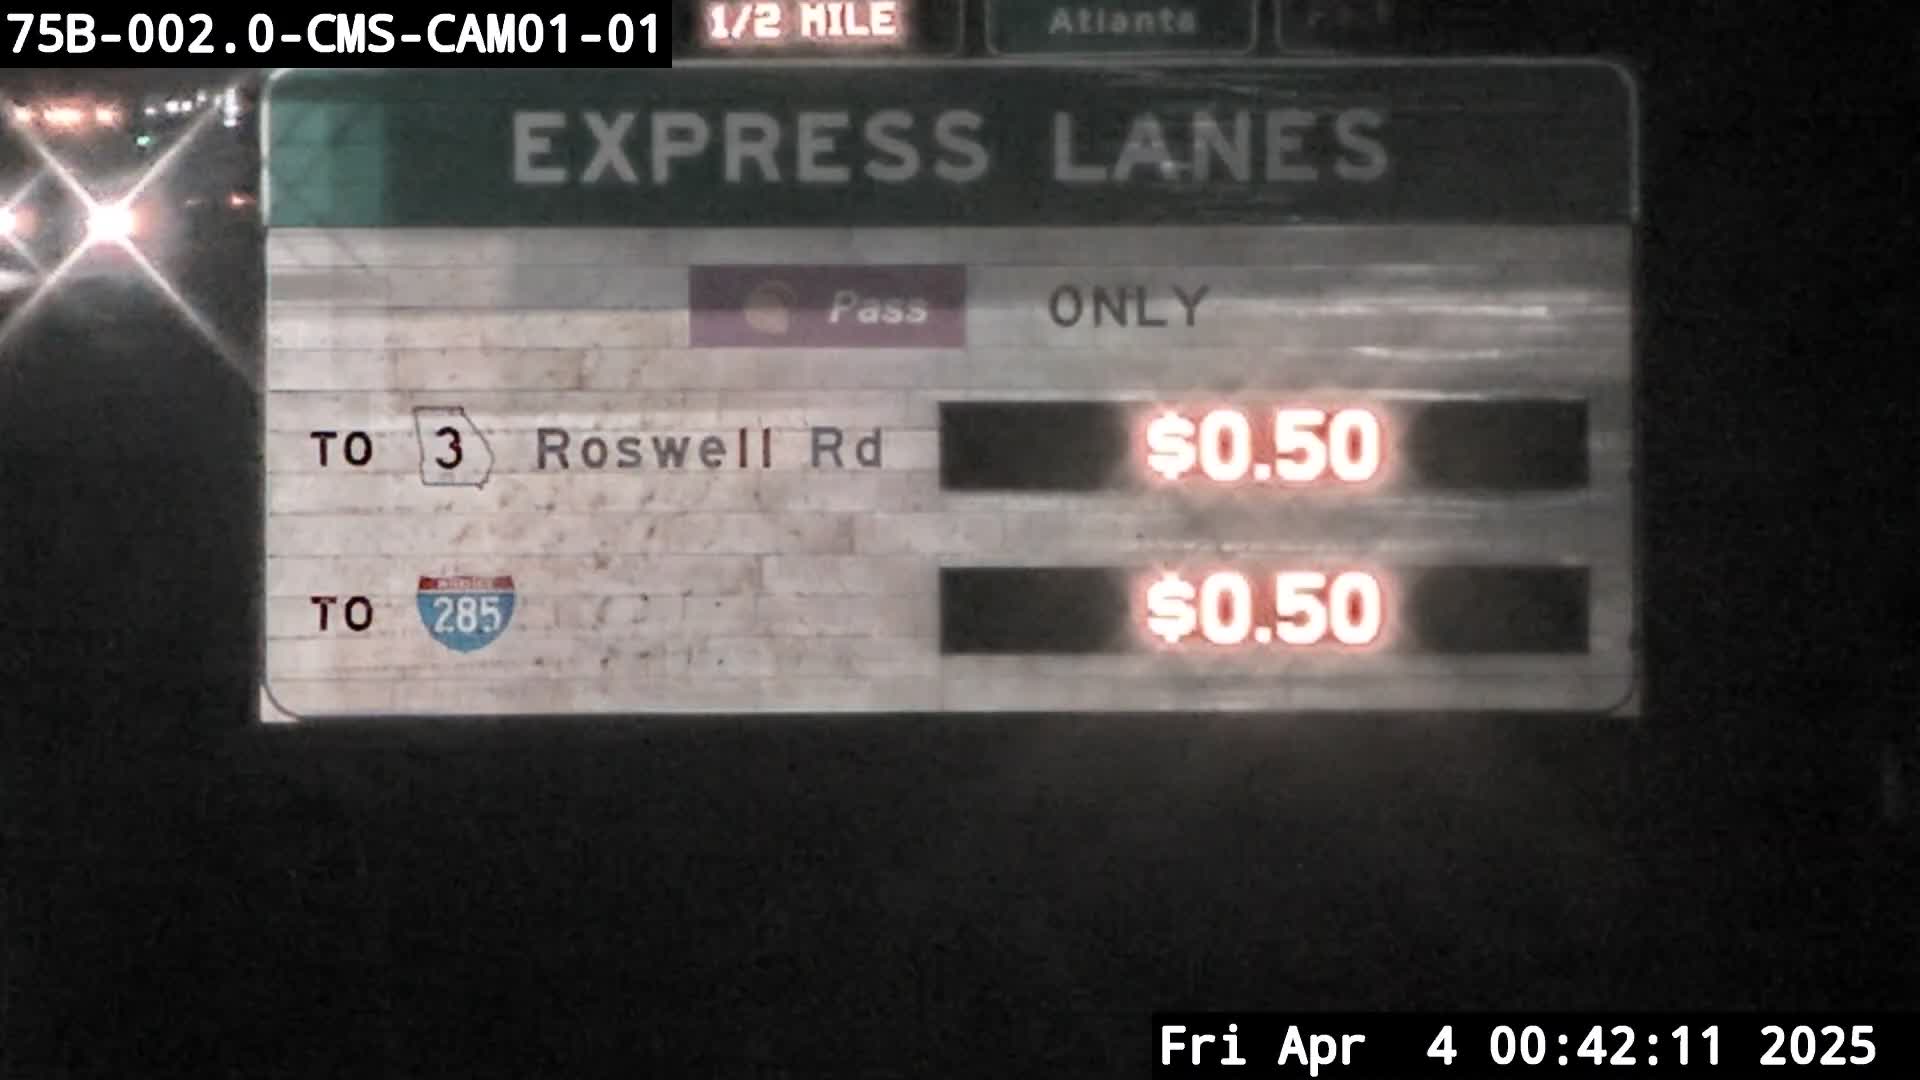 75B-002.0-CMS-CAM01-01
1/2 MILE
Atlanta
EXPRESS LANES
Pass ONLY
TO 3 Roswell Rd $0.50
TO 285 $0.50
Fri Apr 4 00:42:11 2025